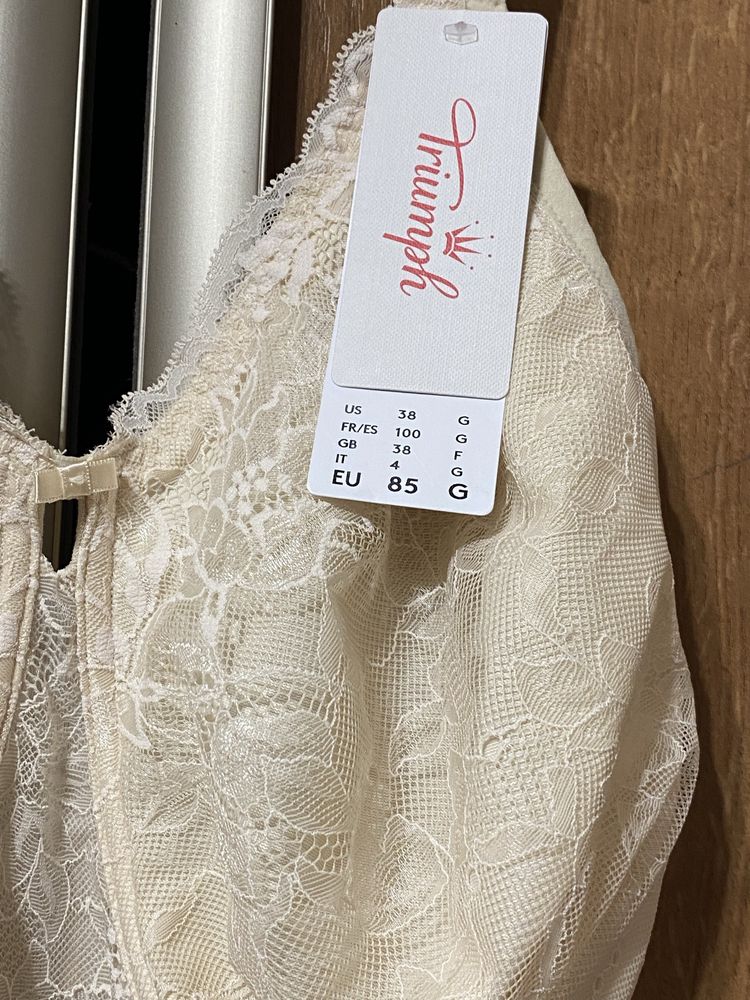 Triumph
US 38 G
FR/ES 100 G
GB 38 F
IT 4 G
EU 85 G